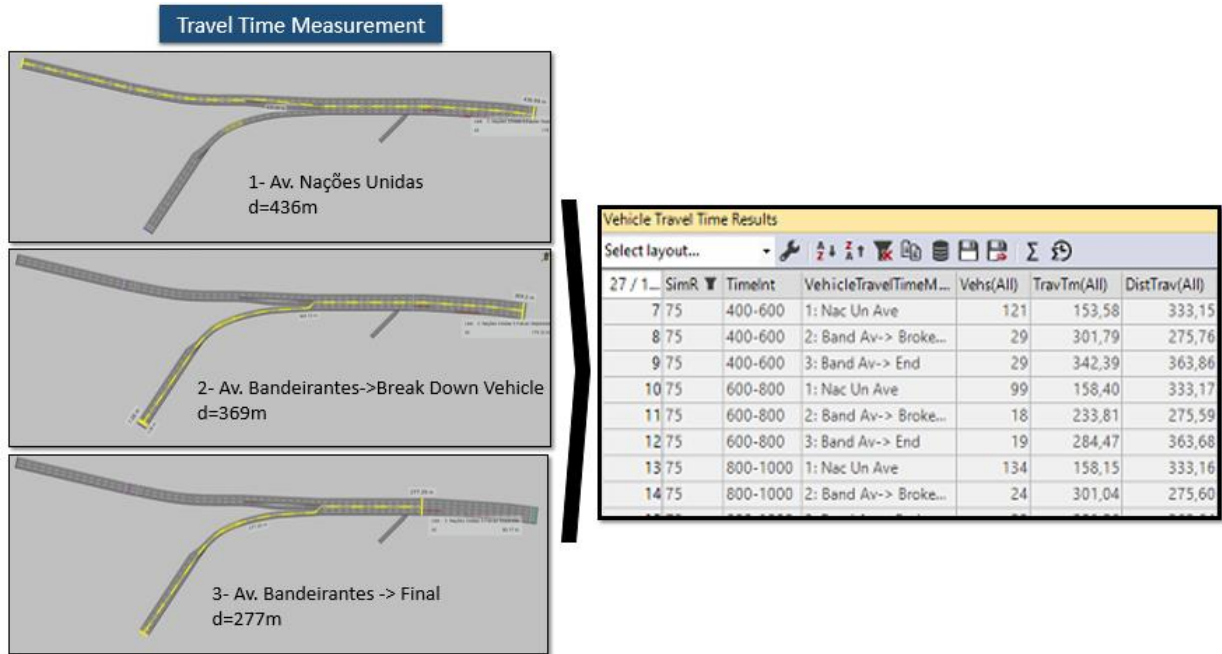 Travel Time Measurement
1- Av. Nações Unidas
d=436m
2- Av. Bandeirantes->Break Down Vehicle
d=369m
277.29 m
3- Av. Bandeirantes -> Final
d=277m
Vehicle Travel Time Results
Select layout...
27 / 1... SimR TimeInt VehicleTravelTimeM... Vehs(All) TravTm(All) DistTrav(All)
7 75 400-600 1: Nac Un Ave 121 153,58 333,15
8 75 400-600 2: Band Av-> Broke... 29 301,79 275,76
9 75 400-600 3: Band Av-> End 29 342,39 363,86
10 75 600-800 1: Nac Un Ave 99 158,40 333,17
11 75 600-800 2: Band Av-> Broke... 18 233,81 275,59
12 75 600-800 3: Band Av-> End 19 284,47 363,68
13 75 800-1000 1: Nac Un Ave 134 158,15 333,16
14 75 800-1000 2: Band Av-> Broke... 24 301,04 275,60